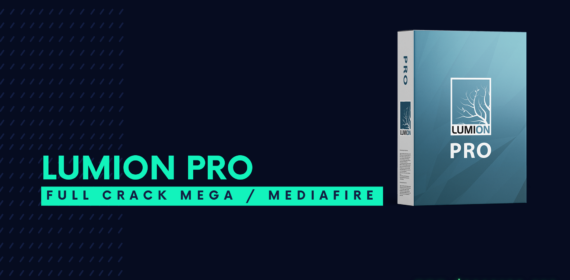 LUMION PRO
FULL CRACK MEGA / MEDIAFIRE
PRO
LUMION
LUMION
PRO